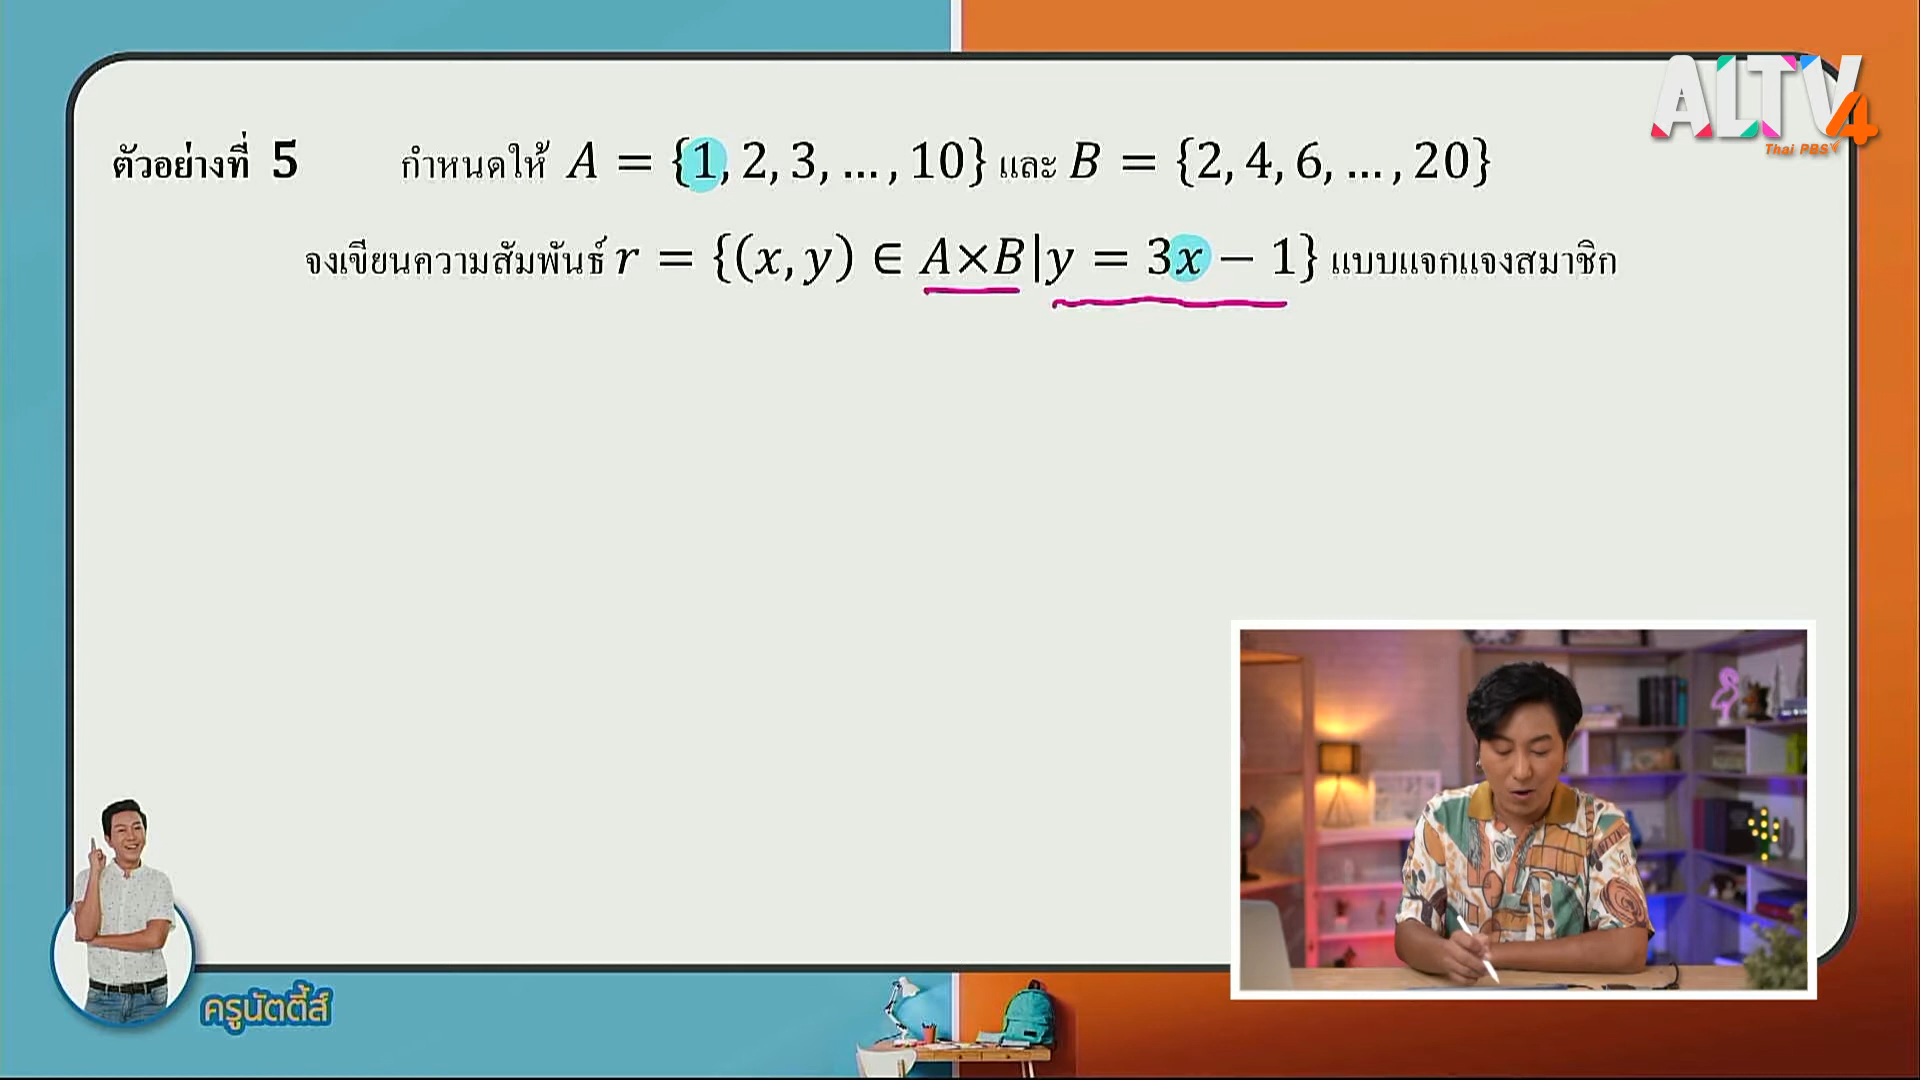 ALTV4
Thai PBS
ตัวอย่างที่ 5 กำหนดให้ A = {1, 2, 3, ..., 10} และ B = {2, 4, 6, ..., 20}
จงเขียนความสัมพันธ์ r = {(x, y) ∈ A×B|y = 3x − 1} แบบแจกแจงสมาชิก
ครูนัตตี้ส์